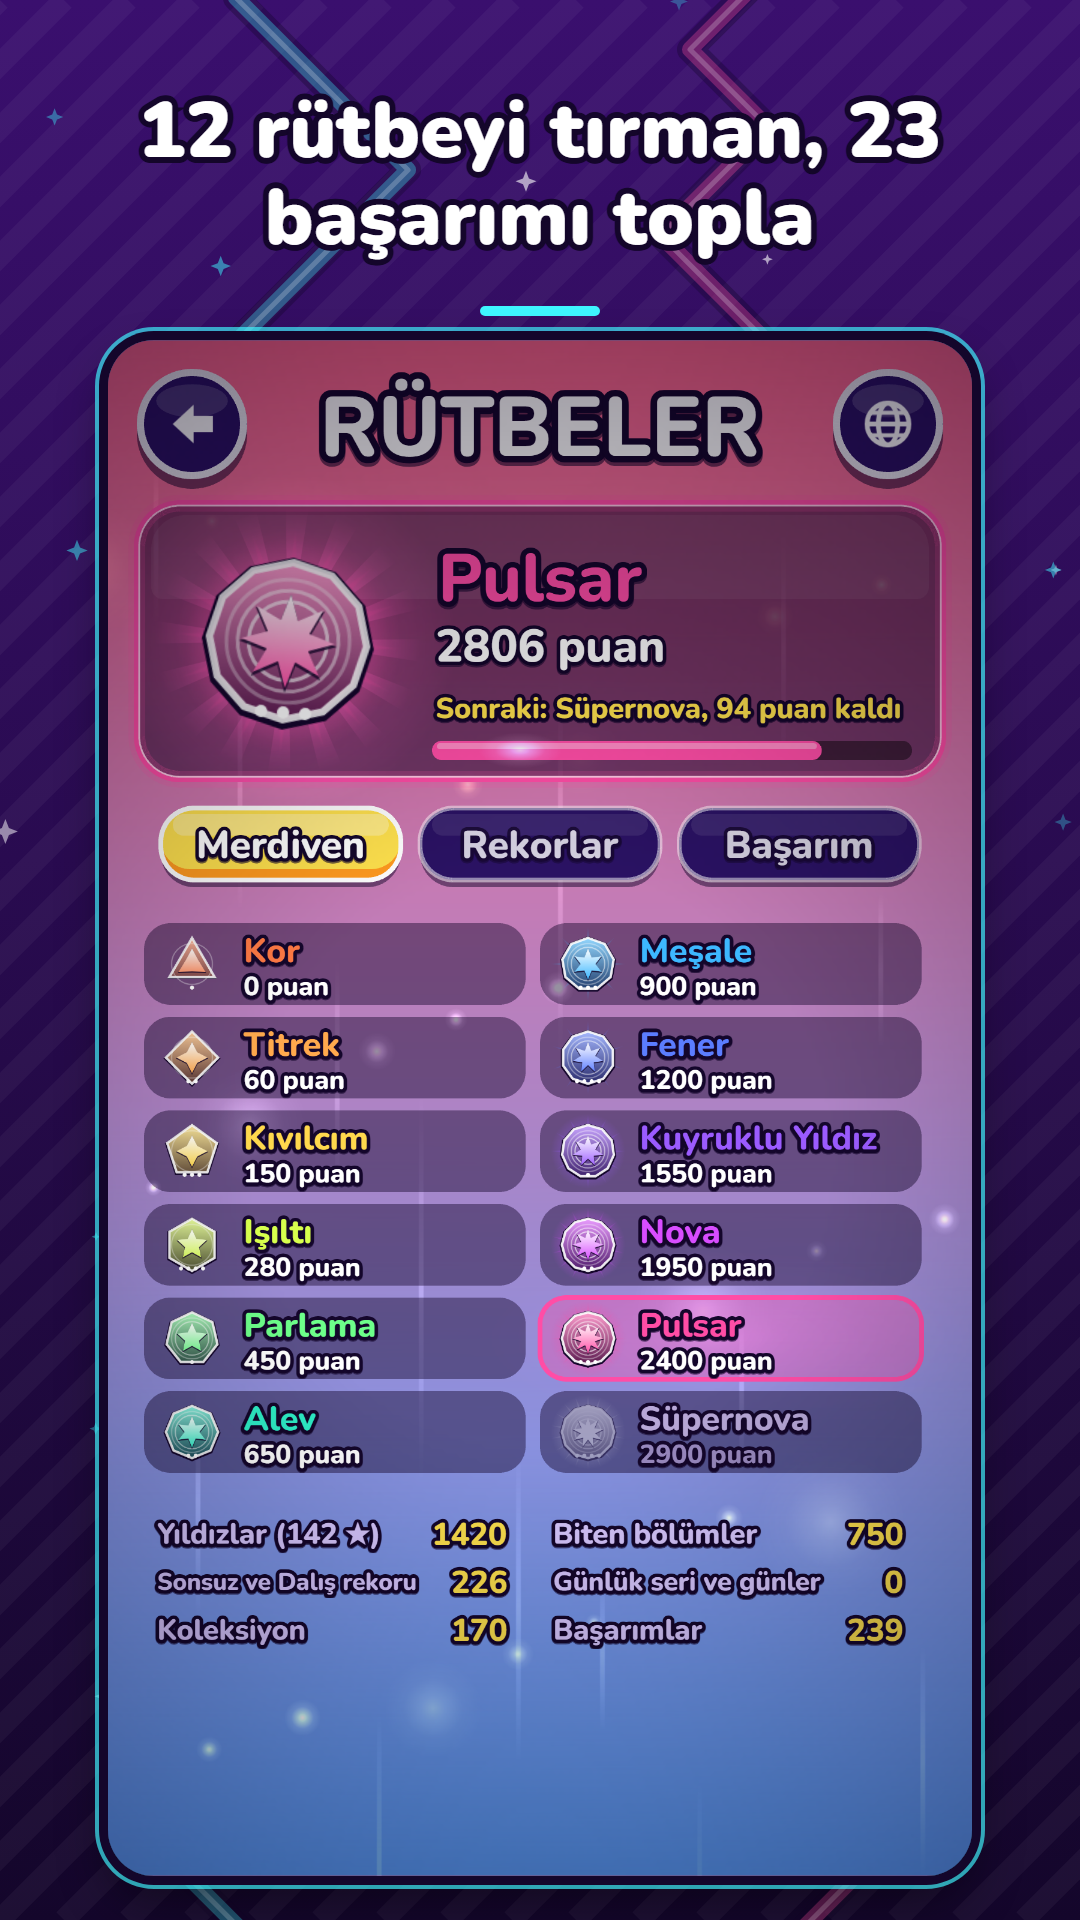 12 rütbeyi tırman, 23
başarımı topla
RÜTBELER
Pulsar
2806 puan
Sonraki: Süpernova, 94 puan kaldı
Merdiven
Rekorlar
Başarım
Kor
0 puan
Meşale
900 puan
Titrek
60 puan
Fener
1200 puan
Kıvılcım
150 puan
Kuyruklu Yıldız
1550 puan
Işıltı
280 puan
Nova
1950 puan
Parlama
450 puan
Pulsar
2400 puan
Alev
650 puan
Süpernova
2900 puan
Yıldızlar (142 ★) 1420
Biten bölümler 750
Sonsuz ve Dalış rekoru 226
Günlük seri ve günler 0
Koleksiyon 170
Başarımlar 239